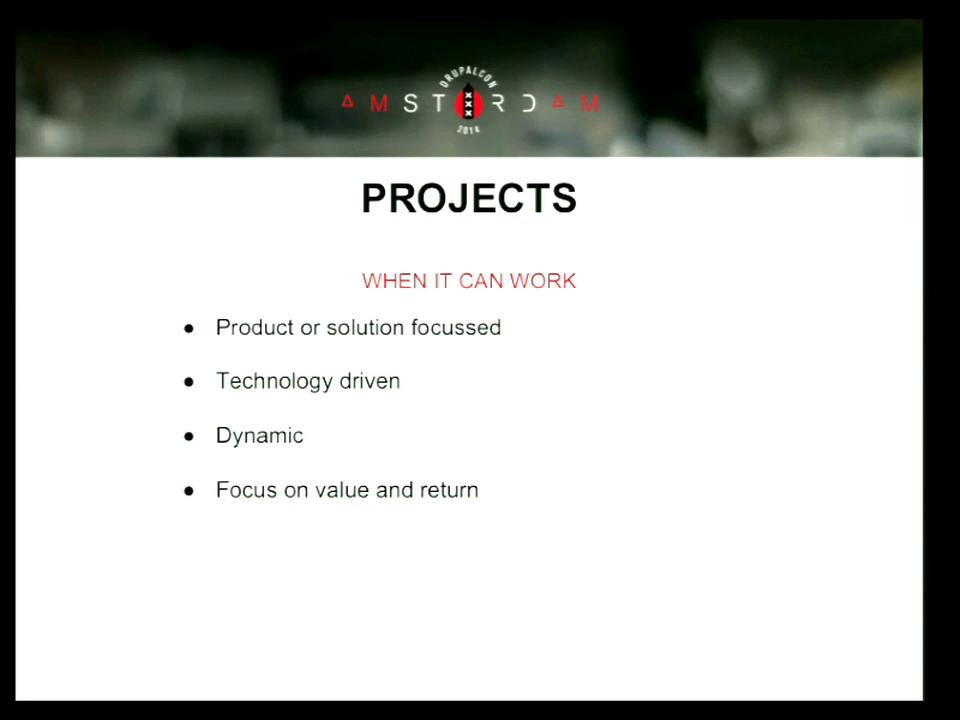 DRUPALCON
AMSTERDAM
2014
PROJECTS
WHEN IT CAN WORK
● Product or solution focussed
● Technology driven
● Dynamic
● Focus on value and return